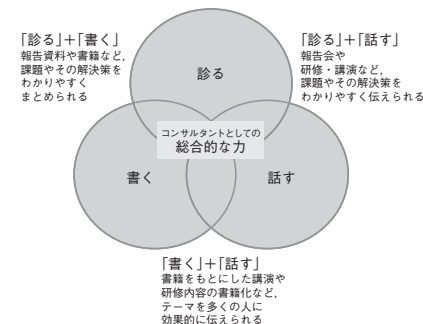 「診る」＋「書く」
報告資料や書籍など,
課題やその解決策を
わかりやすく
まとめられる
「診る」＋「話す」
報告会や
研修・講演など,
課題やその解決策を
わかりやすく伝えられる
診る
コンサルタントとしての
総合的な力
書く
話す
「書く」＋「話す」
書籍をもとにした講演や
研修内容の書籍化など,
テーマを多くの人に
効果的に伝えられる